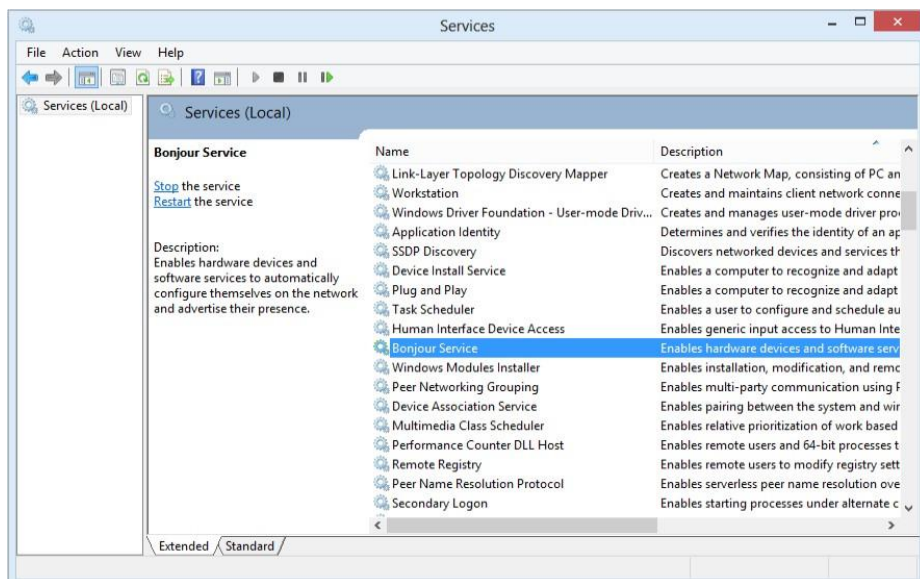 Services
File Action View Help
Services (Local)
Services (Local)
Bonjour Service
Stop the service
Restart the service
Description:
Enables hardware devices and
software services to automatically
configure themselves on the network
and advertise their presence.
Name Description
Link-Layer Topology Discovery Mapper Creates a Network Map, consisting of PC an
Workstation Creates and maintains client network conne
Windows Driver Foundation - User-mode Driv... Creates and manages user-mode driver pro
Application Identity Determines and verifies the identity of an ap
SSDP Discovery Discovers networked devices and services th
Device Install Service Enables a computer to recognize and adapt
Plug and Play Enables a computer to recognize and adapt
Task Scheduler Enables a user to configure and schedule au
Human Interface Device Access Enables generic input access to Human Inte
Bonjour Service Enables hardware devices and software serv
Windows Modules Installer Enables installation, modification, and remo
Peer Networking Grouping Enables multi-party communication using P
Device Association Service Enables pairing between the system and wir
Multimedia Class Scheduler Enables relative prioritization of work based
Performance Counter DLL Host Enables remote users and 64-bit processes t
Remote Registry Enables remote users to modify registry sett
Peer Name Resolution Protocol Enables serverless peer name resolution ove
Secondary Logon Enables starting processes under alternate c
Extended Standard